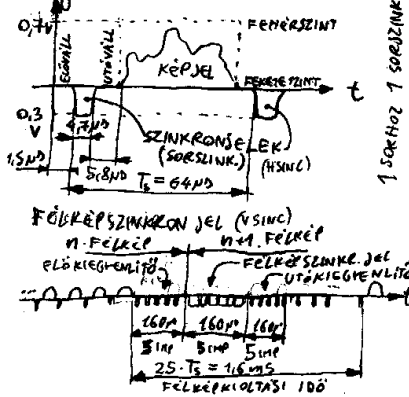 U
0,7V
FEHÉRSZINT
ELŐVÁLL
UTÓVÁLL
KÉPJEL
FEKETESZINT
t
0,3
V
4,7µs
SZINKRONJELEK
(SORSZINK.)
(HSINC)
1,5µs
5,8µs
Ts = 64µs
1 SORHOZ 1 SORSZINK
FÉLKÉPSZINKRON JEL (VSINC)
n. FÉLKÉP
n+1. FÉLKÉP
ELŐKIEGYENLÍTŐ
FÉLKÉPSZINKR. JEL
UTÓKIEGYENLÍTŐ
t
160µs
160µs
160µs
5 IMP
5 IMP
5 IMP
25·Ts = 1,6ms
FÉLKÉPKIOLTÁSI IDŐ